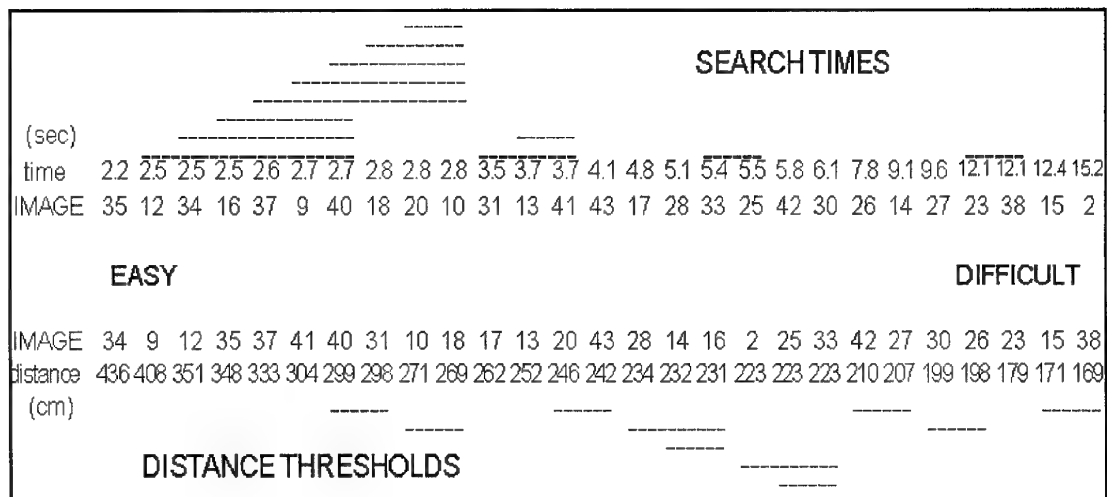 SEARCH TIMES
(sec)
time 2.2 2.5 2.5 2.5 2.6 2.7 2.7 2.8 2.8 2.8 3.5 3.7 3.7 4.1 4.8 5.1 5.4 5.5 5.8 6.1 7.8 9.1 9.6 12.1 12.1 12.4 15.2
IMAGE 35 12 34 16 37 9 40 18 20 10 31 13 41 43 17 28 33 25 42 30 26 14 27 23 38 15 2
EASY DIFFICULT
IMAGE 34 9 12 35 37 41 40 31 10 18 17 13 20 43 28 14 16 2 25 33 42 27 30 26 23 15 38
distance 436 408 351 348 333 304 299 298 271 269 262 252 246 242 234 232 231 223 223 223 210 207 199 198 179 171 169
(cm)
DISTANCE THRESHOLDS